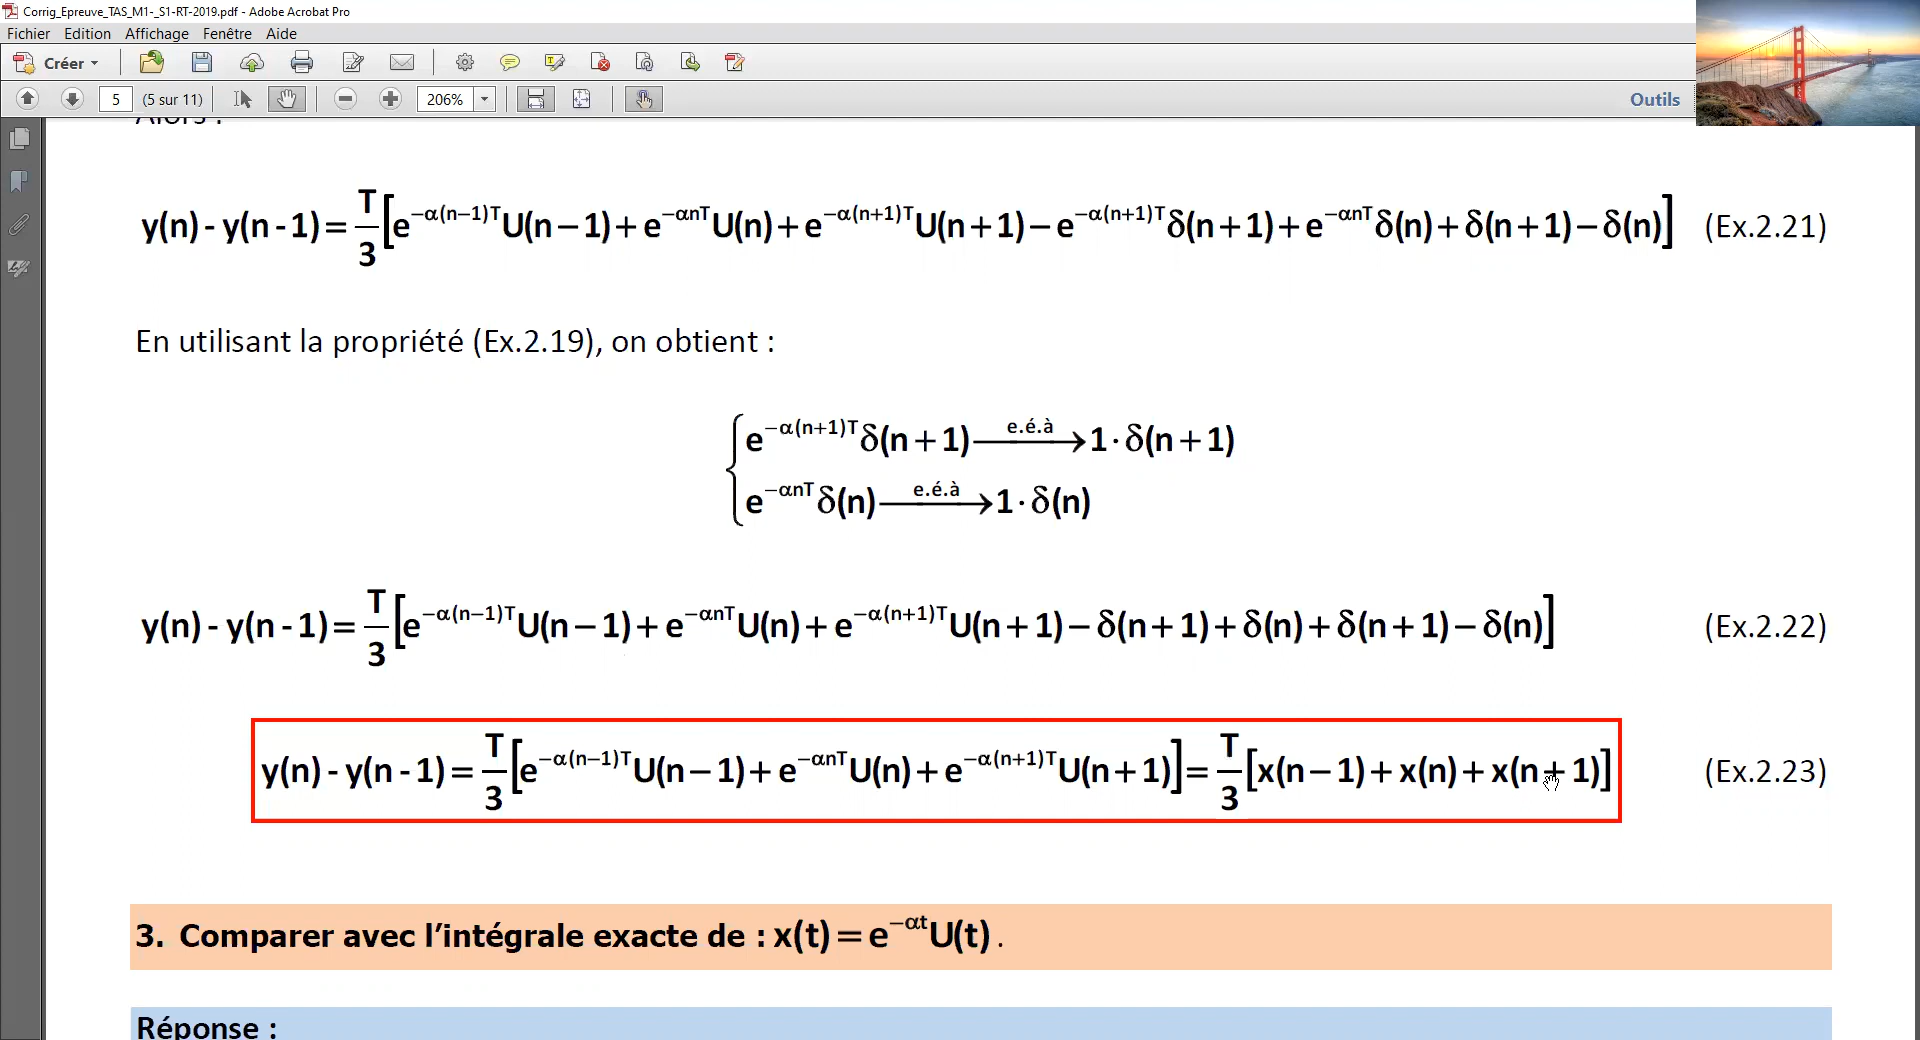 Corrig_Epreuve_TAS_M1-_S1-RT-2019.pdf - Adobe Acrobat Pro
Fichier Edition Affichage Fenêtre Aide
Créer
5 (5 sur 11) 206% Outils
Alors :
y(n) - y(n - 1) = T/3 [e^{−α(n−1)T} U(n − 1) + e^{−αnT} U(n) + e^{−α(n+1)T} U(n + 1) − e^{−α(n+1)T} δ(n + 1) + e^{−αnT} δ(n) + δ(n + 1) − δ(n)] (Ex.2.21)
En utilisant la propriété (Ex.2.19), on obtient :
{ e^{−α(n+1)T} δ(n + 1) —e.é.à→ 1 · δ(n + 1)
e^{−αnT} δ(n) —e.é.à→ 1 · δ(n)
y(n) - y(n - 1) = T/3 [e^{−α(n−1)T} U(n − 1) + e^{−αnT} U(n) + e^{−α(n+1)T} U(n + 1) − δ(n + 1) + δ(n) + δ(n + 1) − δ(n)] (Ex.2.22)
y(n) - y(n - 1) = T/3 [e^{−α(n−1)T} U(n − 1) + e^{−αnT} U(n) + e^{−α(n+1)T} U(n + 1)] = T/3 [x(n − 1) + x(n) + x(n + 1)] (Ex.2.23)
3. Comparer avec l’intégrale exacte de : x(t) = e^{−αt} U(t) .
Réponse :